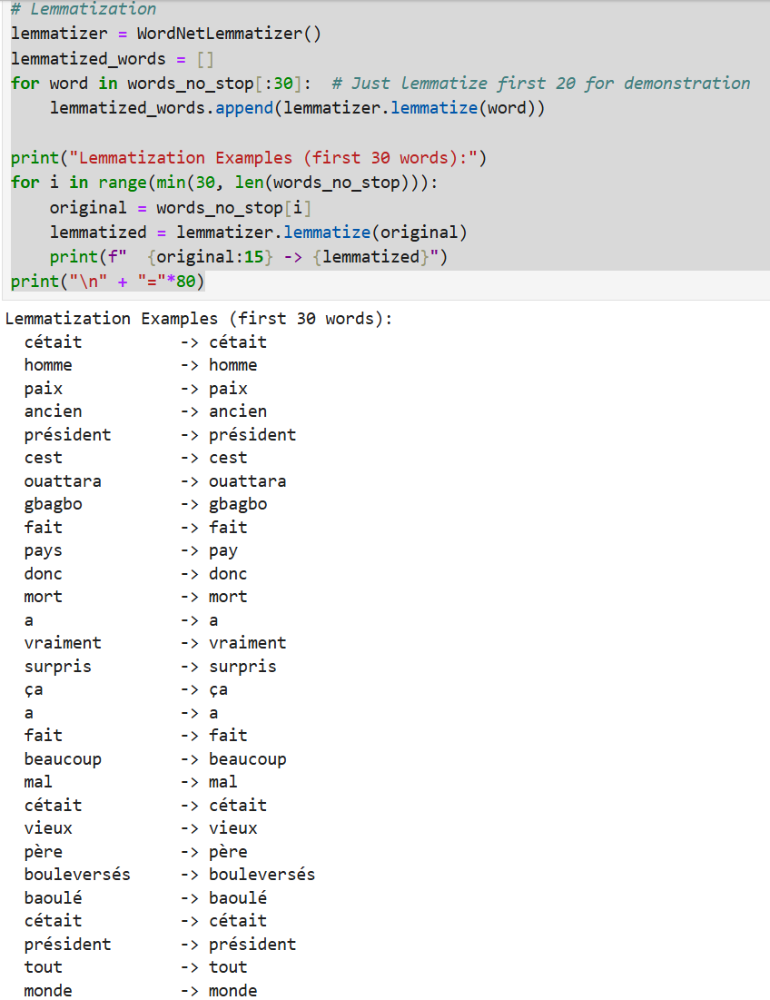 # Lemmatization
lemmatizer = WordNetLemmatizer()
lemmatized_words = []
for word in words_no_stop[:30]:  # Just lemmatize first 20 for demonstration
    lemmatized_words.append(lemmatizer.lemmatize(word))

print("Lemmatization Examples (first 30 words):")
for i in range(min(30, len(words_no_stop))):
    original = words_no_stop[i]
    lemmatized = lemmatizer.lemmatize(original)
    print(f"  {original:15} -> {lemmatized}")
print("\n" + "="*80)
Lemmatization Examples (first 30 words):
  cétait          -> cétait
  homme           -> homme
  paix            -> paix
  ancien          -> ancien
  président       -> président
  cest            -> cest
  ouattara        -> ouattara
  gbagbo          -> gbagbo
  fait            -> fait
  pays            -> pay
  donc            -> donc
  mort            -> mort
  a               -> a
  vraiment        -> vraiment
  surpris         -> surpris
  ça              -> ça
  a               -> a
  fait            -> fait
  beaucoup        -> beaucoup
  mal             -> mal
  cétait          -> cétait
  vieux           -> vieux
  père            -> père
  bouleversés     -> bouleversés
  baoulé          -> baoulé
  cétait          -> cétait
  président       -> président
  tout            -> tout
  monde           -> monde